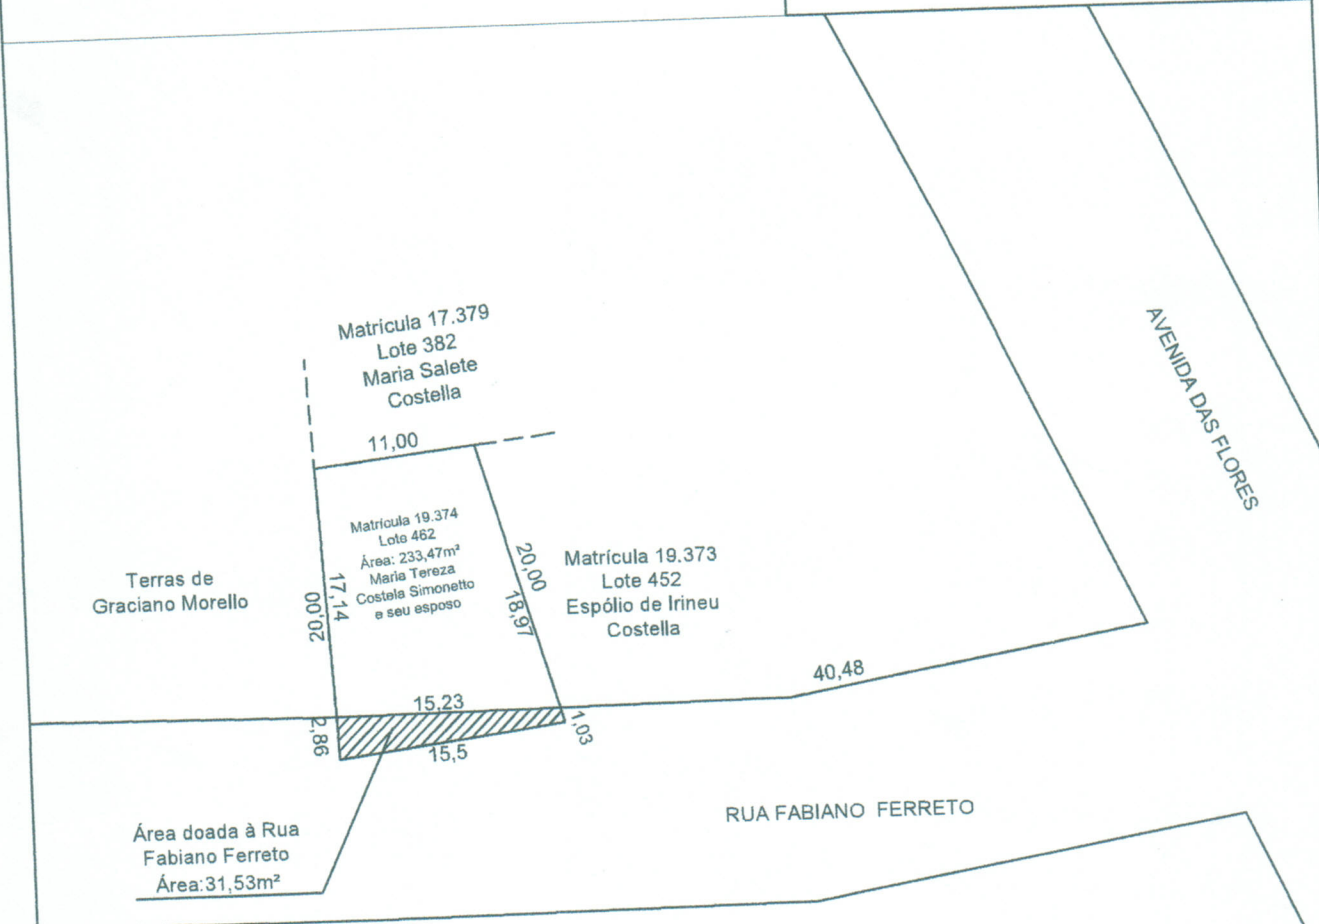 Matricula 17.379
Lote 382
Maria Salete
Costella
11,00
Matricula 19.374
Lote 462
Área: 233,47m²
Maria Tereza
Costela Simonetto
e seu esposo
20,00
18,97
17,14
20,00
Terras de
Graciano Morello
Matrícula 19.373
Lote 452
Espólio de Irineu
Costella
AVENIDA DAS FLORES
40,48
15,23
2,86
15,5
1,03
RUA FABIANO FERRETO
Área doada à Rua
Fabiano Ferreto
Área:31,53m²